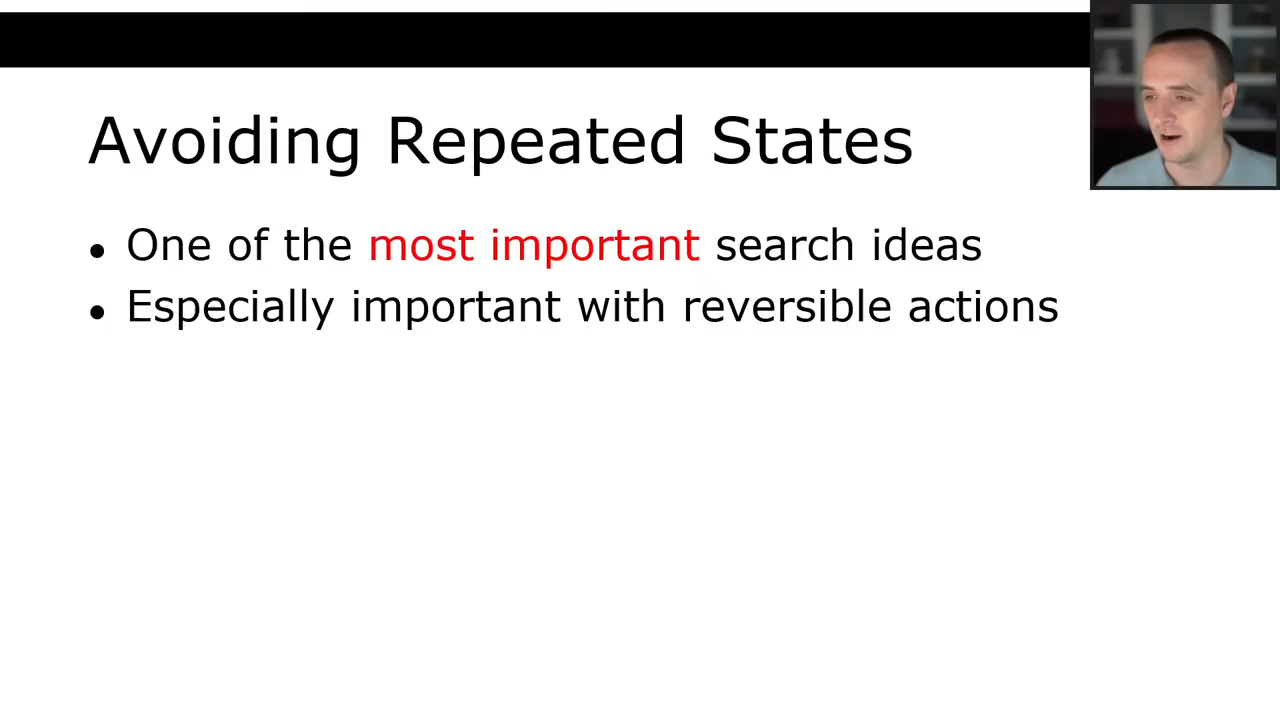 Avoiding Repeated States
• One of the most important search ideas
• Especially important with reversible actions